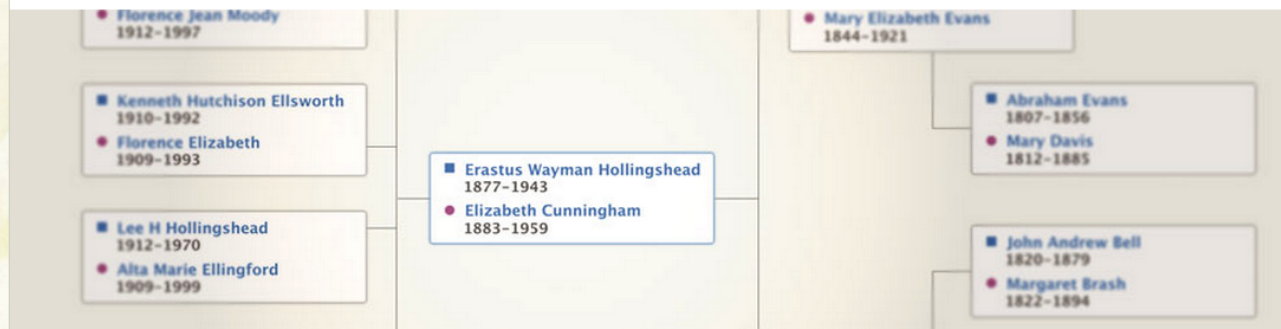 Florence Jean Moody
1912-1997
Kenneth Hutchison Ellsworth
1910-1992
Florence Elizabeth
1909-1993
Lee H Hollingshead
1912-1970
Alta Marie Ellingford
1909-1999
Erastus Wayman Hollingshead
1877-1943
Elizabeth Cunningham
1883-1959
Mary Elizabeth Evans
1844-1921
Abraham Evans
1807-1856
Mary Davis
1812-1885
John Andrew Bell
1820-1879
Margaret Brash
1822-1894